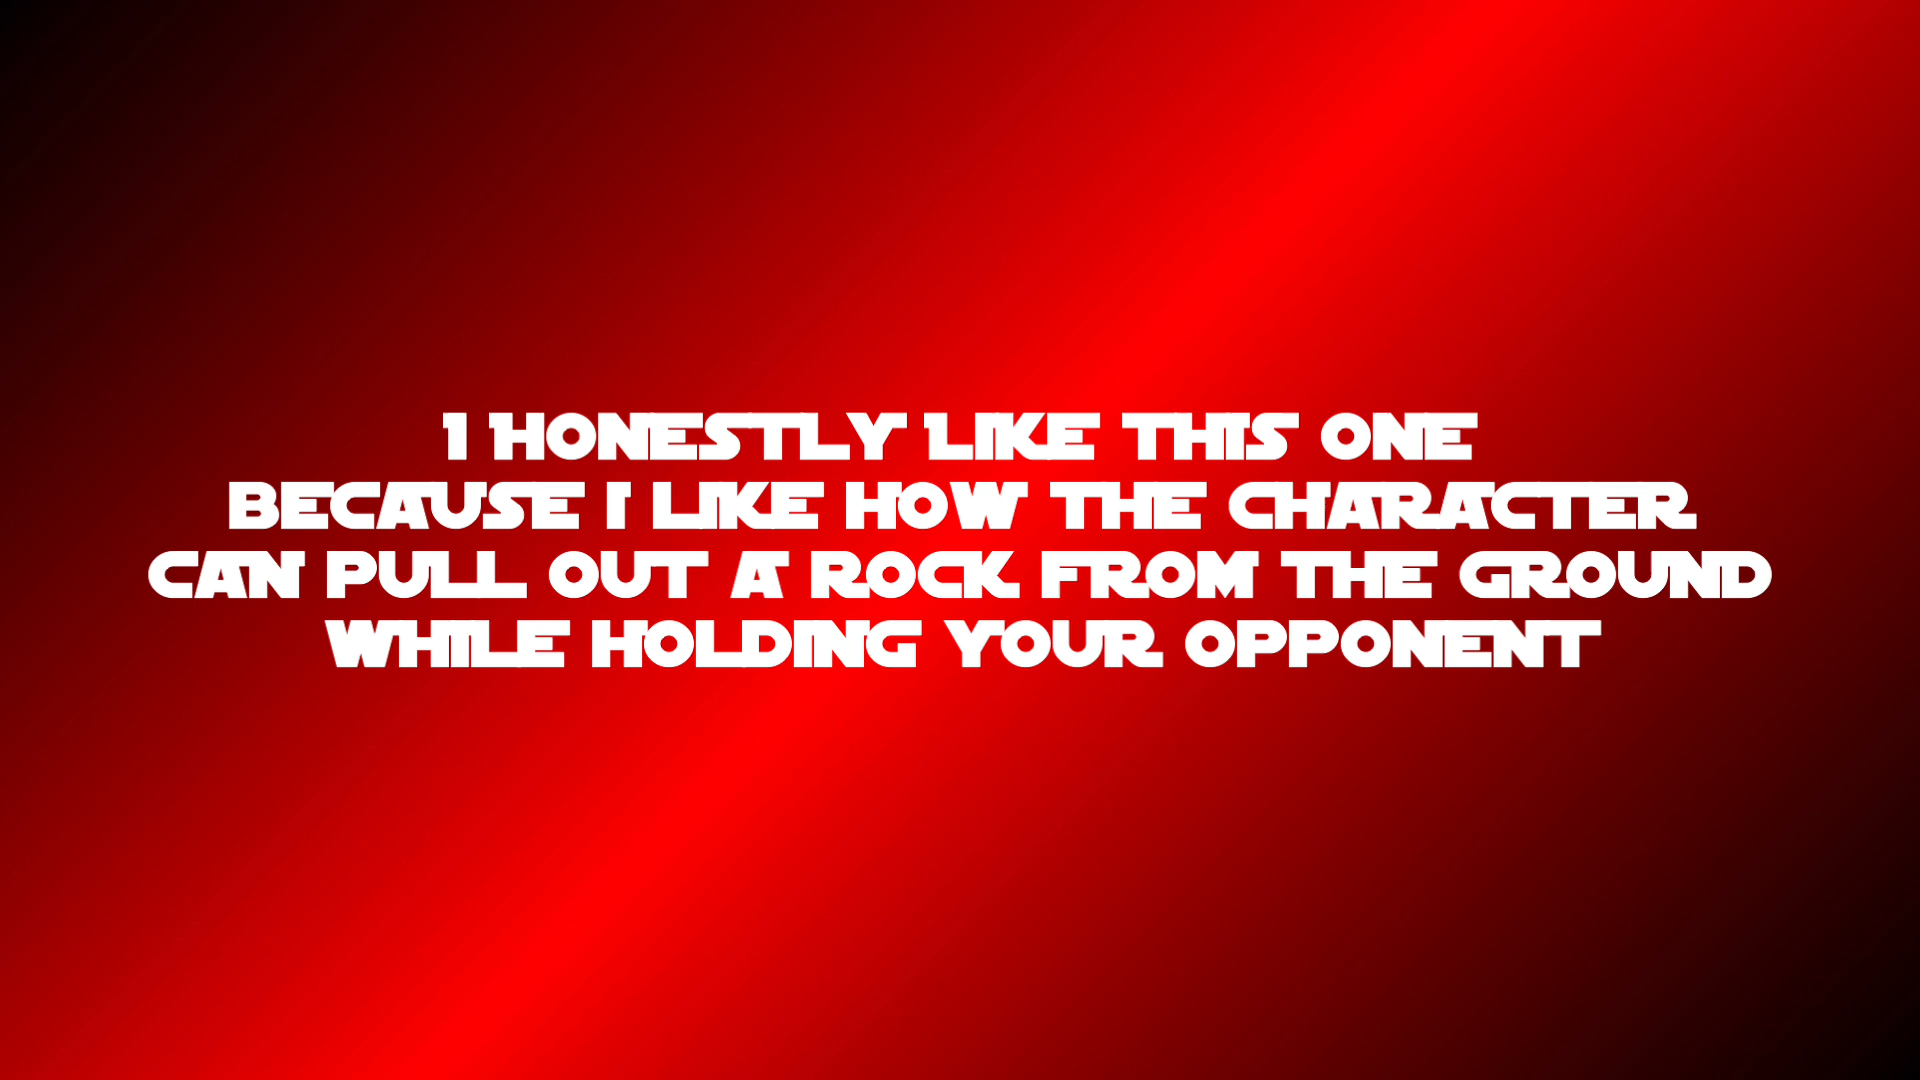 I HONESTLY LIKE THIS ONE
BECAUSE I LIKE HOW THE CHARACTER
CAN PULL OUT A ROCK FROM THE GROUND
WHILE HOLDING YOUR OPPONENT